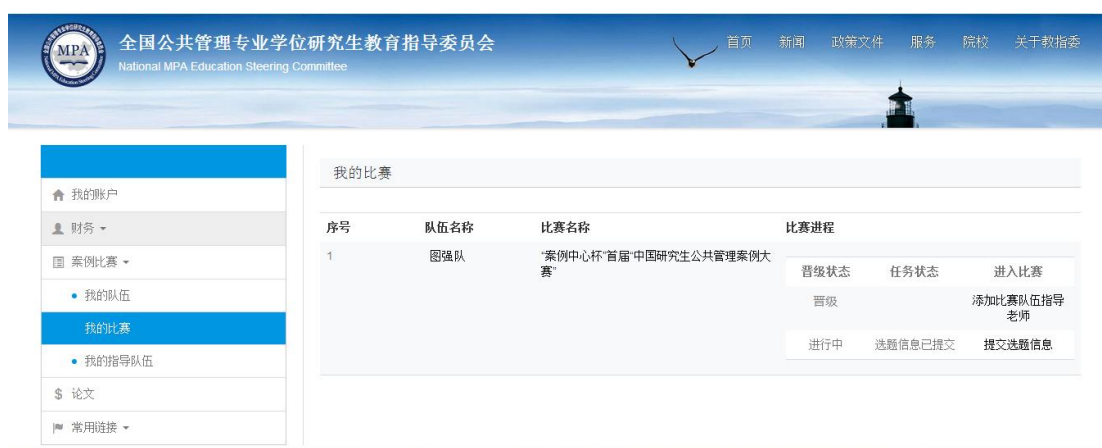 MPA
全国公共管理专业学位研究生教育指导委员会
National MPA Education Steering Committee
首页 新闻 政策文件 服务 院校 关于教指委
我的账户
财务
案例比赛
我的队伍
我的比赛
我的指导队伍
$ 论文
常用链接
我的比赛
序号 队伍名称 比赛名称 比赛进程
1 图强队 “案例中心杯”首届“中国研究生公共管理案例大
赛”
晋级状态 任务状态 进入比赛
晋级 添加比赛队伍指导
老师
进行中 选题信息已提交 提交选题信息